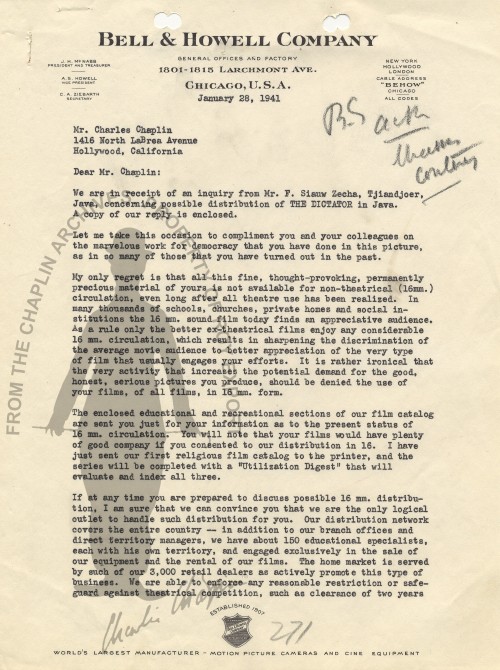 BELL & HOWELL COMPANY
J. H. McNABB
PRESIDENT AND TREASURER
A. S. HOWELL
VICE PRESIDENT
C. A. ZIEBARTH
SECRETARY
GENERAL OFFICES AND FACTORY
1801-1815 LARCHMONT AVE.
CHICAGO, U.S.A.
January 28, 1941
NEW YORK
HOLLYWOOD
LONDON
CABLE ADDRESS
"BEHOW"
CHICAGO
ALL CODES
Mr. Charles Chaplin
1416 North LaBrea Avenue
Hollywood, California
Dear Mr. Chaplin:
We are in receipt of an inquiry from Mr. F. Siauw Zecha, Tjiandjoer,
Java, concerning possible distribution of THE DICTATOR in Java.
A copy of our reply is enclosed.
Let me take this occasion to compliment you and your colleagues on
the marvelous work for democracy that you have done in this picture,
as in so many of those that you have turned out in the past.
My only regret is that all this fine, thought-provoking, permanently
precious material of yours is not available for non-theatrical (16mm.)
circulation, even long after all theatre use has been realized. In
many thousands of schools, churches, private homes and social in-
stitutions the 16 mm. sound film today finds an appreciative audience.
As a rule only the better ex-theatrical films enjoy any considerable
16 mm. circulation, which results in sharpening the discrimination of
the average movie audience to better appreciation of the very type
of film that usually engages your efforts. It is rather ironical that
the very activity that increases the potential demand for the good,
honest, serious pictures you produce, should be denied the use of
your films, of all films, in 16 mm. form.
The enclosed educational and recreational sections of our film catalog
are sent you just for your information as to the present status of
16 mm. circulation. You will note that your films would have plenty
of good company if you consented to our distribution in 16. I have
just sent our first religious film catalog to the printer, and the
series will be completed with a "Utilization Digest" that will
evaluate and index all three.
If at any time you are prepared to discuss possible 16 mm. distribu-
tion, I am sure that we can convince you that we are the only logical
outlet to handle such distribution for you. Our distribution network
covers the entire country -- in addition to our branch offices and
direct territory managers, we have about 150 educational specialists,
each with his own territory, and engaged exclusively in the sale of
our equipment and the rental of our films. The home market is served
by such of our 3,000 retail dealers as actively promote this type of
business. We are able to enforce any reasonable restriction or safe-
guard against theatrical competition, such as clearance of two years
Charlie Chaplin
ESTABLISHED 1907
271
WORLD'S LARGEST MANUFACTURER - MOTION PICTURE CAMERAS AND CINE EQUIPMENT